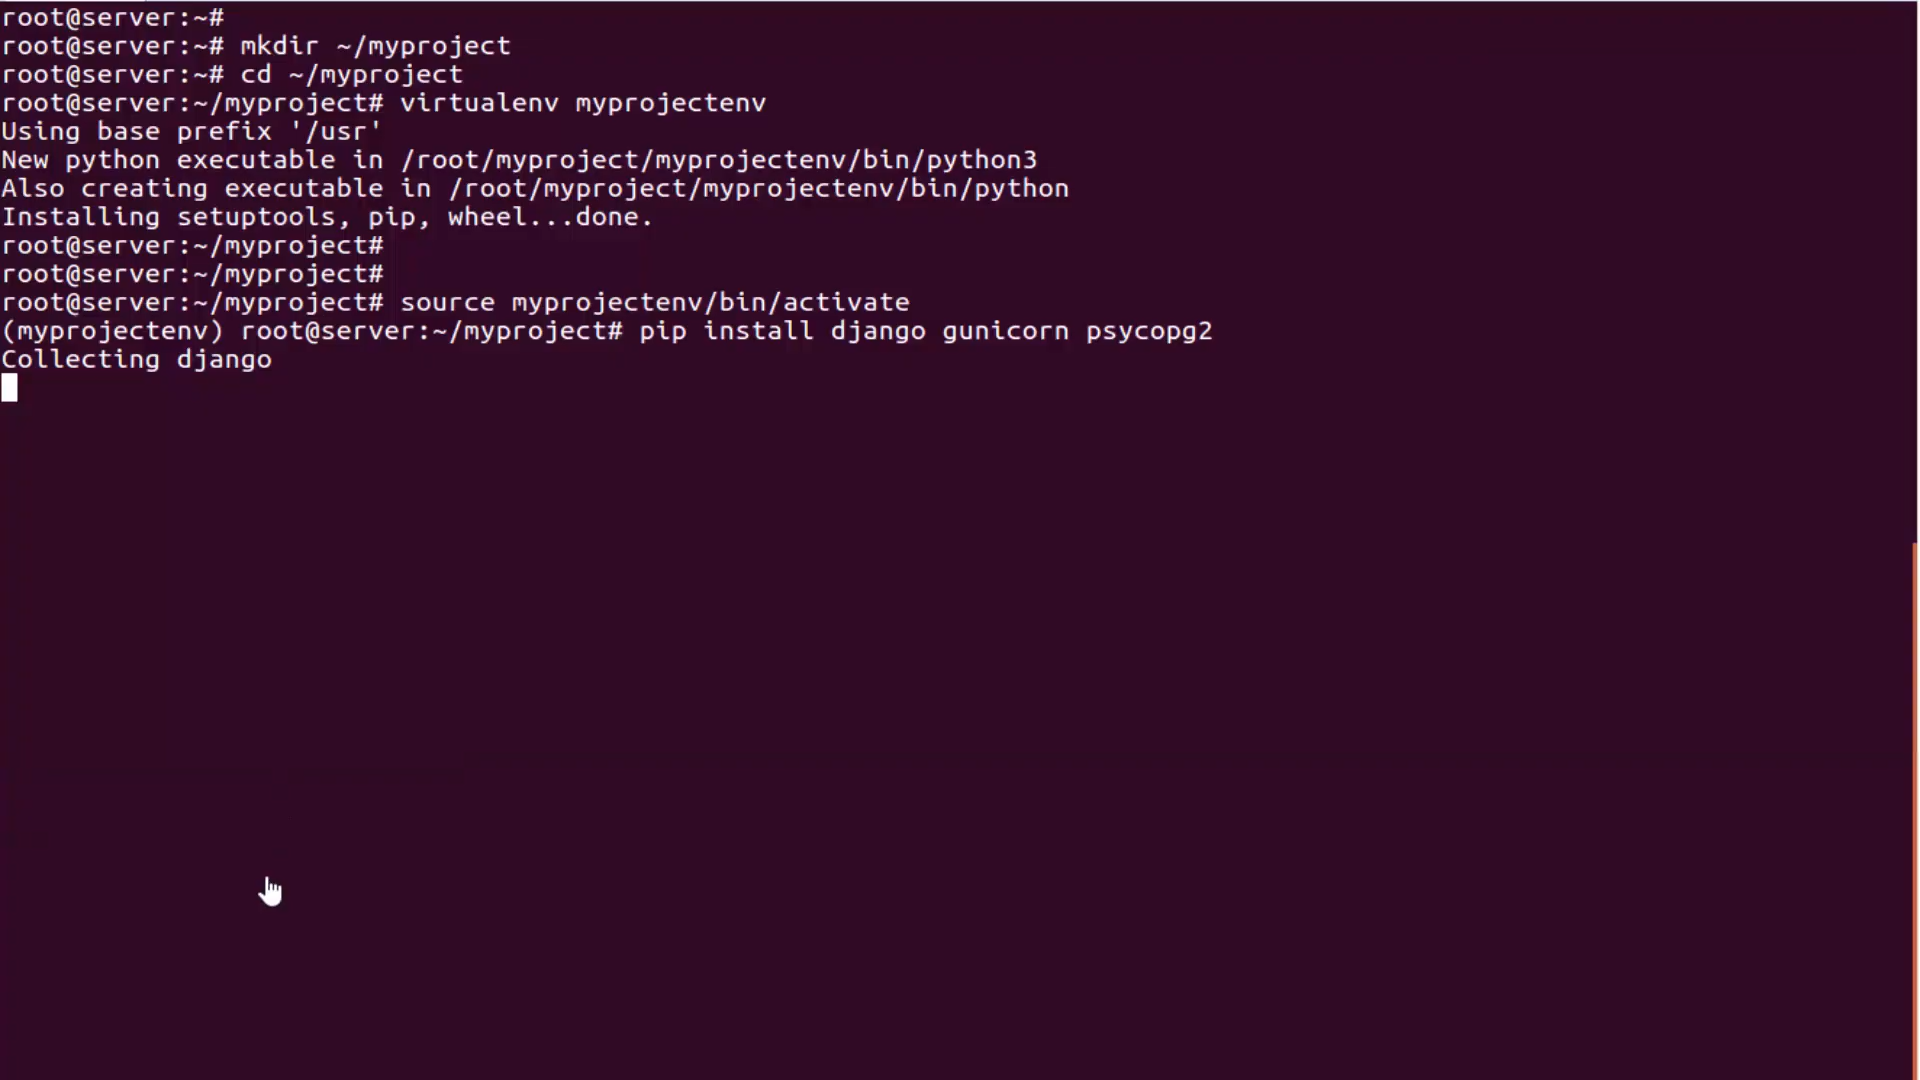 root@server:~#
root@server:~# mkdir ~/myproject
root@server:~# cd ~/myproject
root@server:~/myproject# virtualenv myprojectenv
Using base prefix '/usr'
New python executable in /root/myproject/myprojectenv/bin/python3
Also creating executable in /root/myproject/myprojectenv/bin/python
Installing setuptools, pip, wheel...done.
root@server:~/myproject#
root@server:~/myproject#
root@server:~/myproject# source myprojectenv/bin/activate
(myprojectenv) root@server:~/myproject# pip install django gunicorn psycopg2
Collecting django